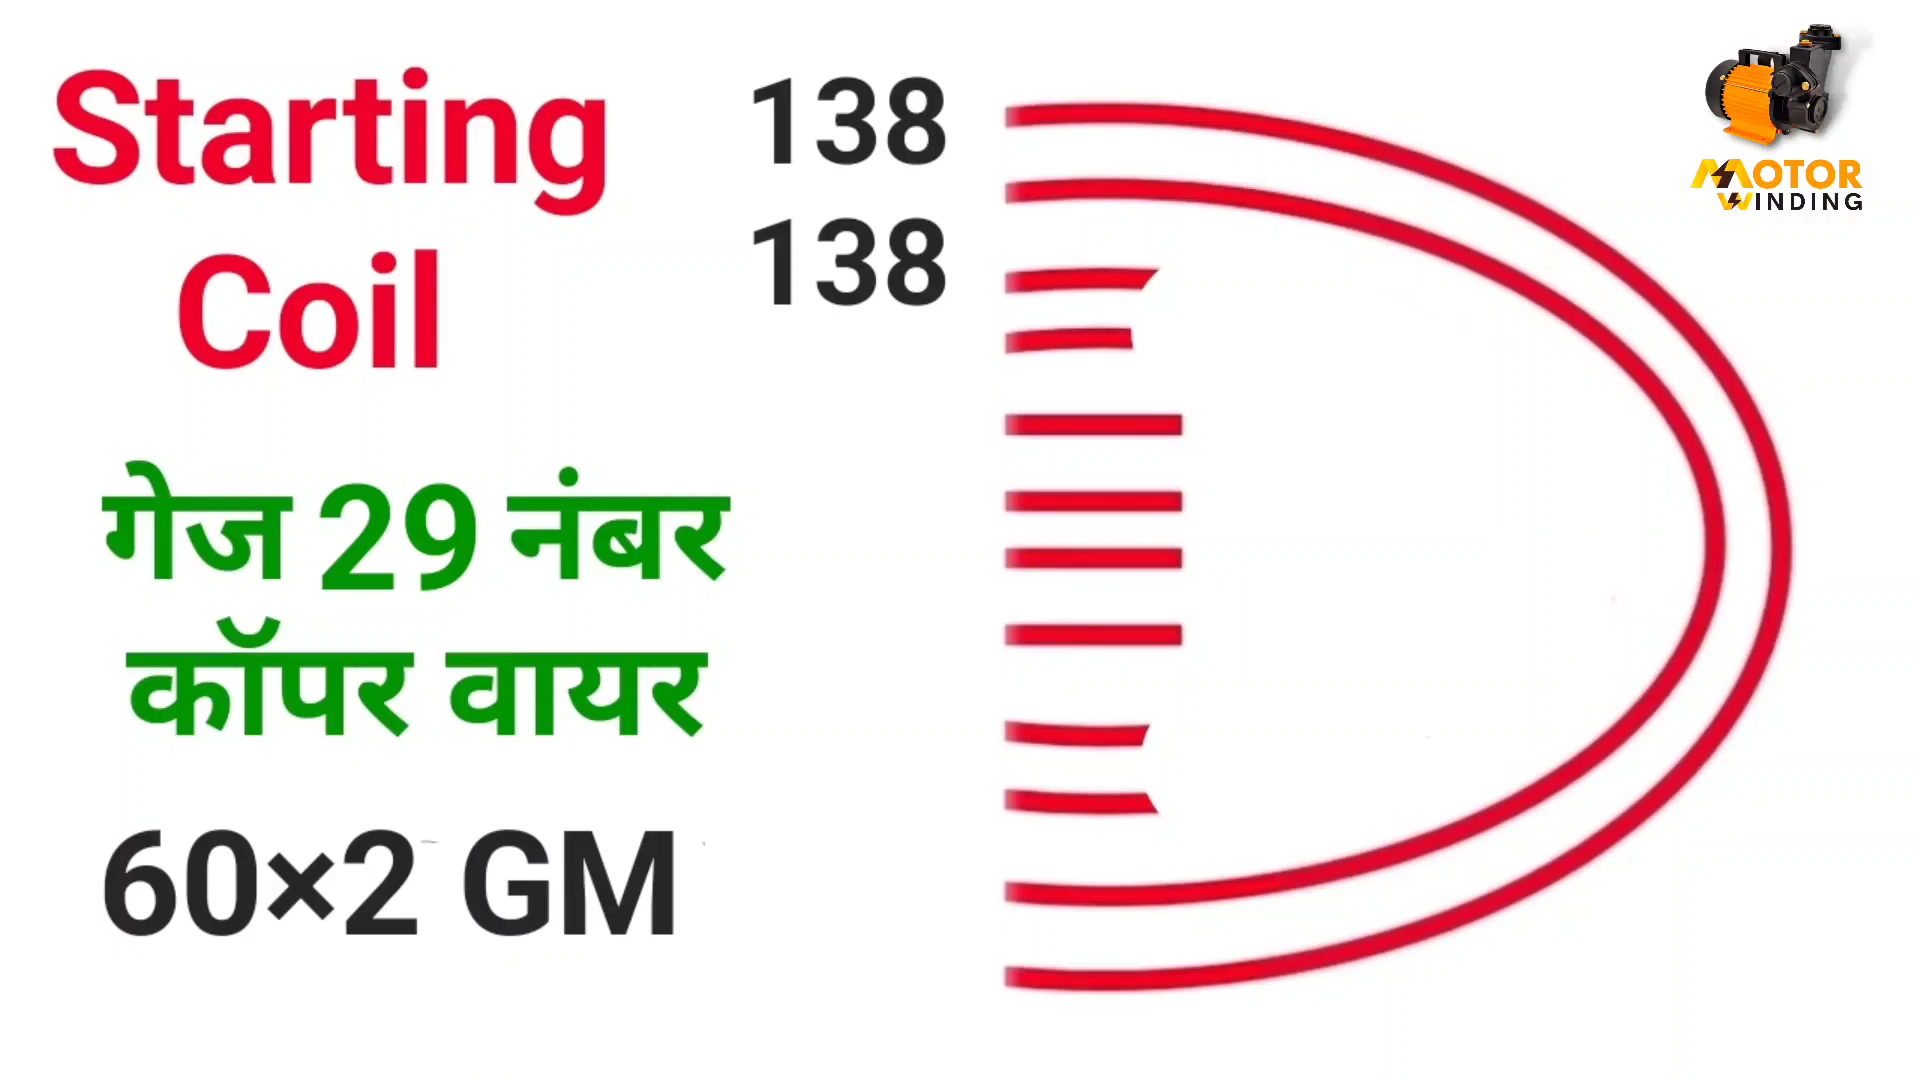 Starting
Coil
138
138
गेज 29 नंबर
कॉपर वायर
60×2 GM
MOTOR
WINDING